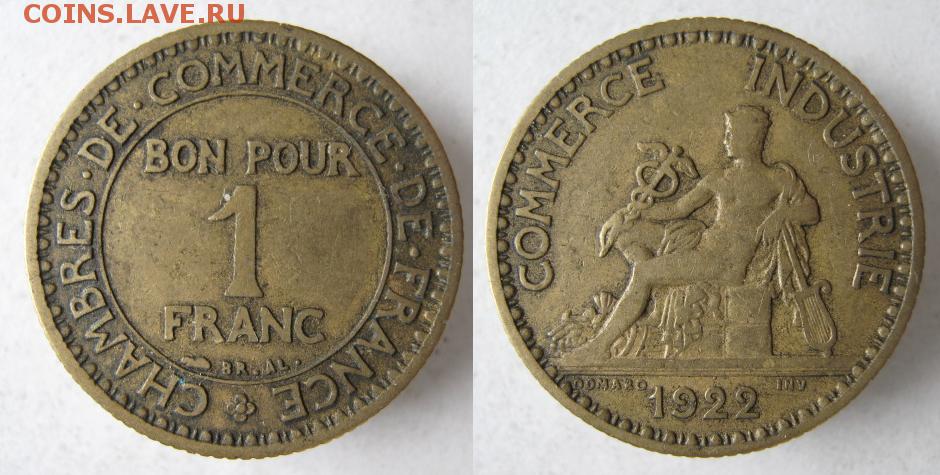 COINS.LAVE.RU
CHAMBRES·DE·COMMERCE·DE·FRANCE
BON POUR
1
FRANC
BR.AL.
COMMERCE INDUSTRIE
DOMARD INV
1922